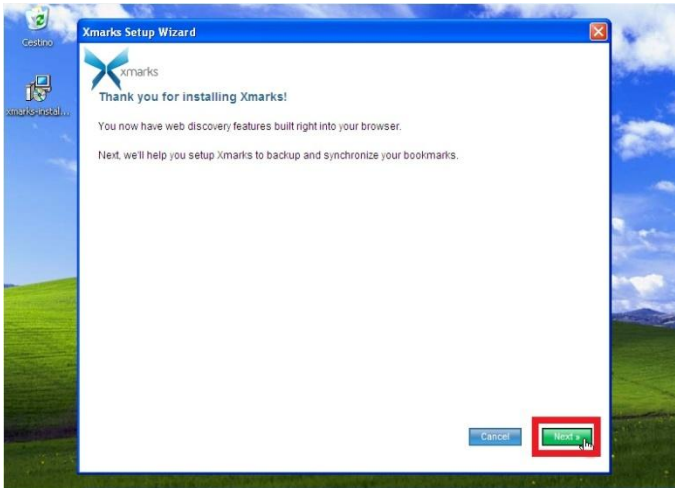 Cestino
xmarks-instal...
Xmarks Setup Wizard
xmarks
Thank you for installing Xmarks!
You now have web discovery features built right into your browser.
Next, we'll help you setup Xmarks to backup and synchronize your bookmarks.
Cancel
Next »